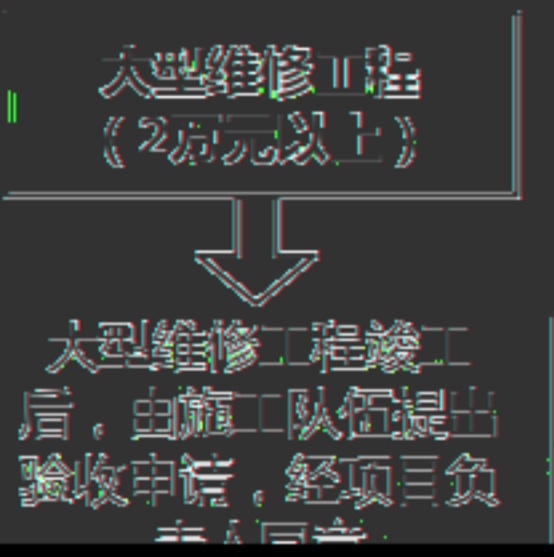 大型维修工程
（2万元以上）
大型维修工程竣工
后，由施工队伍提出
验收申请，经项目负